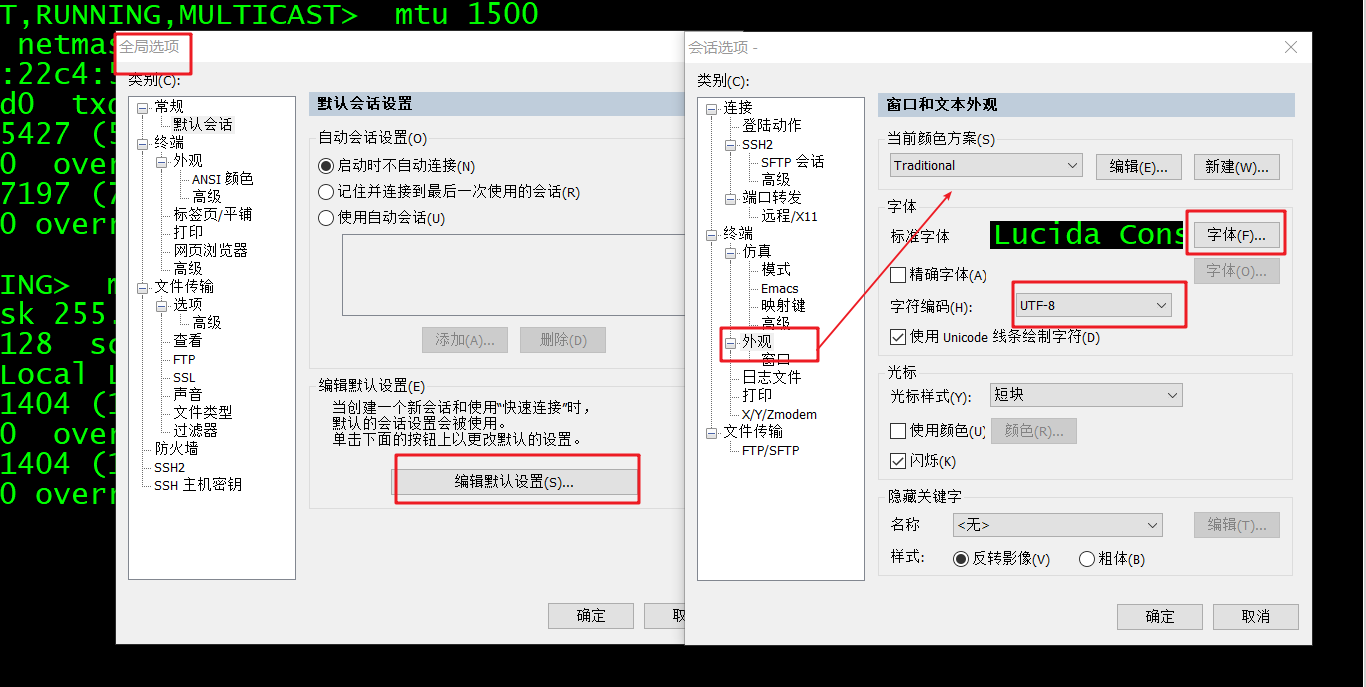 T,RUNNING,MULTICAST> mtu 1500
netmas
:22c4:5
d0 txq
5427 (5
0 over
7197 (7
0 overr
ING>
sk 255.
128
Local L
1404 (1
0 over
1404 (1
0 overr
全局选项
类别(C):
常规
默认会话
终端
外观
ANSI 颜色
高级
标签页/平铺
打印
网页浏览器
高级
文件传输
选项
高级
查看
FTP
SSL
声音
文件类型
过滤器
防火墙
SSH2
SSH 主机密钥
默认会话设置
自动会话设置(O)
启动时不自动连接(N)
记住并连接到最后一次使用的会话(R)
使用自动会话(U)
添加(A)... 删除(D)
编辑默认设置(E)
当创建一个新会话和使用“快速连接”时，
默认的会话设置会被使用。
单击下面的按钮上以更改默认的设置。
编辑默认设置(S)...
确定 取
会话选项 -
类别(C):
连接
登陆动作
SSH2
SFTP 会话
高级
端口转发
远程/X11
终端
仿真
模式
Emacs
映射键
高级
外观
窗口
日志文件
打印
X/Y/Zmodem
文件传输
FTP/SFTP
窗口和文本外观
当前颜色方案(S)
Traditional 编辑(E)... 新建(W)...
字体
标准字体 Lucida Cons 字体(F)...
精确字体(A) 字体(O)...
字符编码(H): UTF-8
使用 Unicode 线条绘制字符(D)
光标
光标样式(Y): 短块
使用颜色(U) 颜色(R)...
闪烁(K)
隐藏关键字
名称 <无> 编辑(T)...
样式: 反转影像(V) 粗体(B)
确定 取消